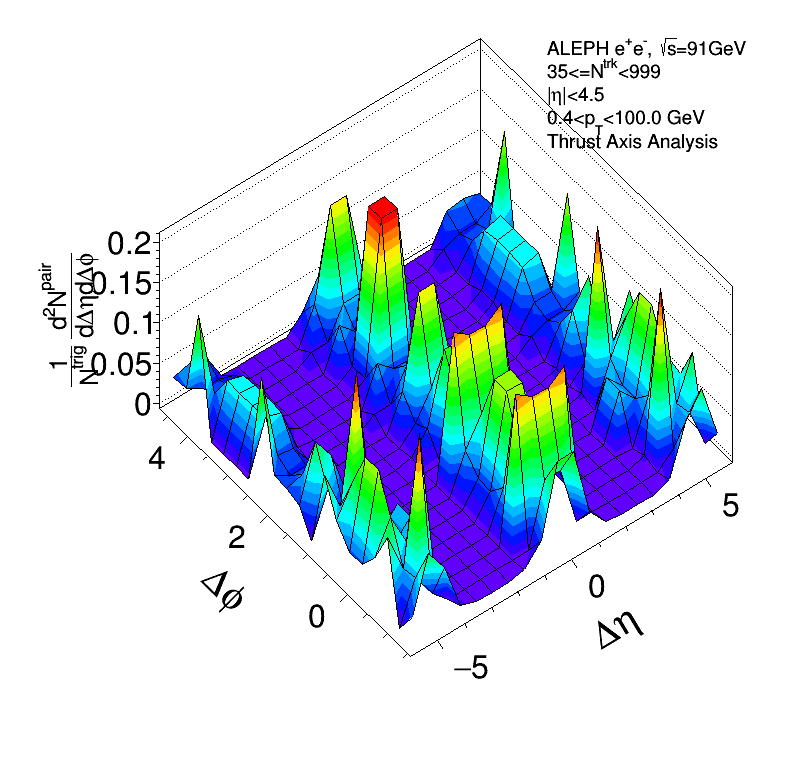 ALEPH e⁺e⁻, √s=91GeV
35<=Nᵗʳᵏ<999
|η|<4.5
0.4<p_T<100.0 GeV
Thrust Axis Analysis
1/N^trig d²N^pair/dΔηdΔϕ
0.2
0.15
0.1
0.05
0
4
2
0
Δϕ
−5
0
5
Δη